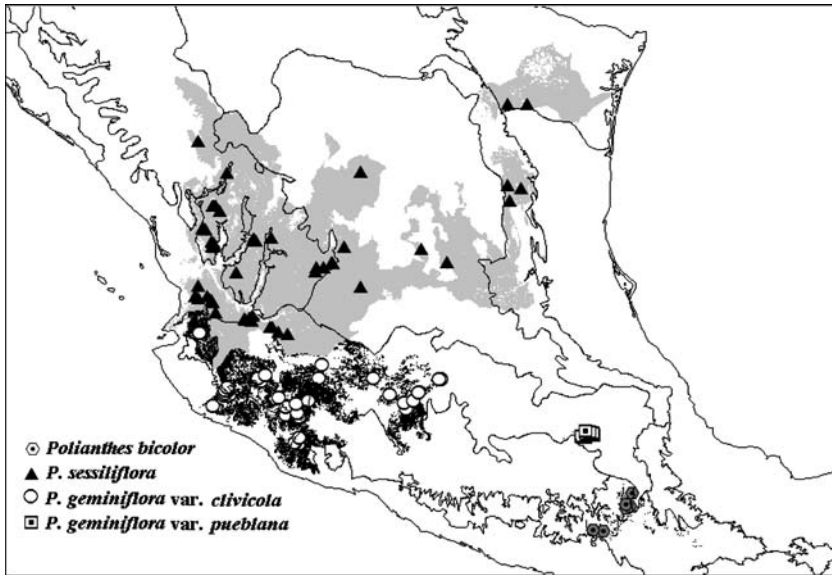 Polianthes bicolor
P. sessiliflora
P. geminiflora var. clivicola
P. geminiflora var. pueblana